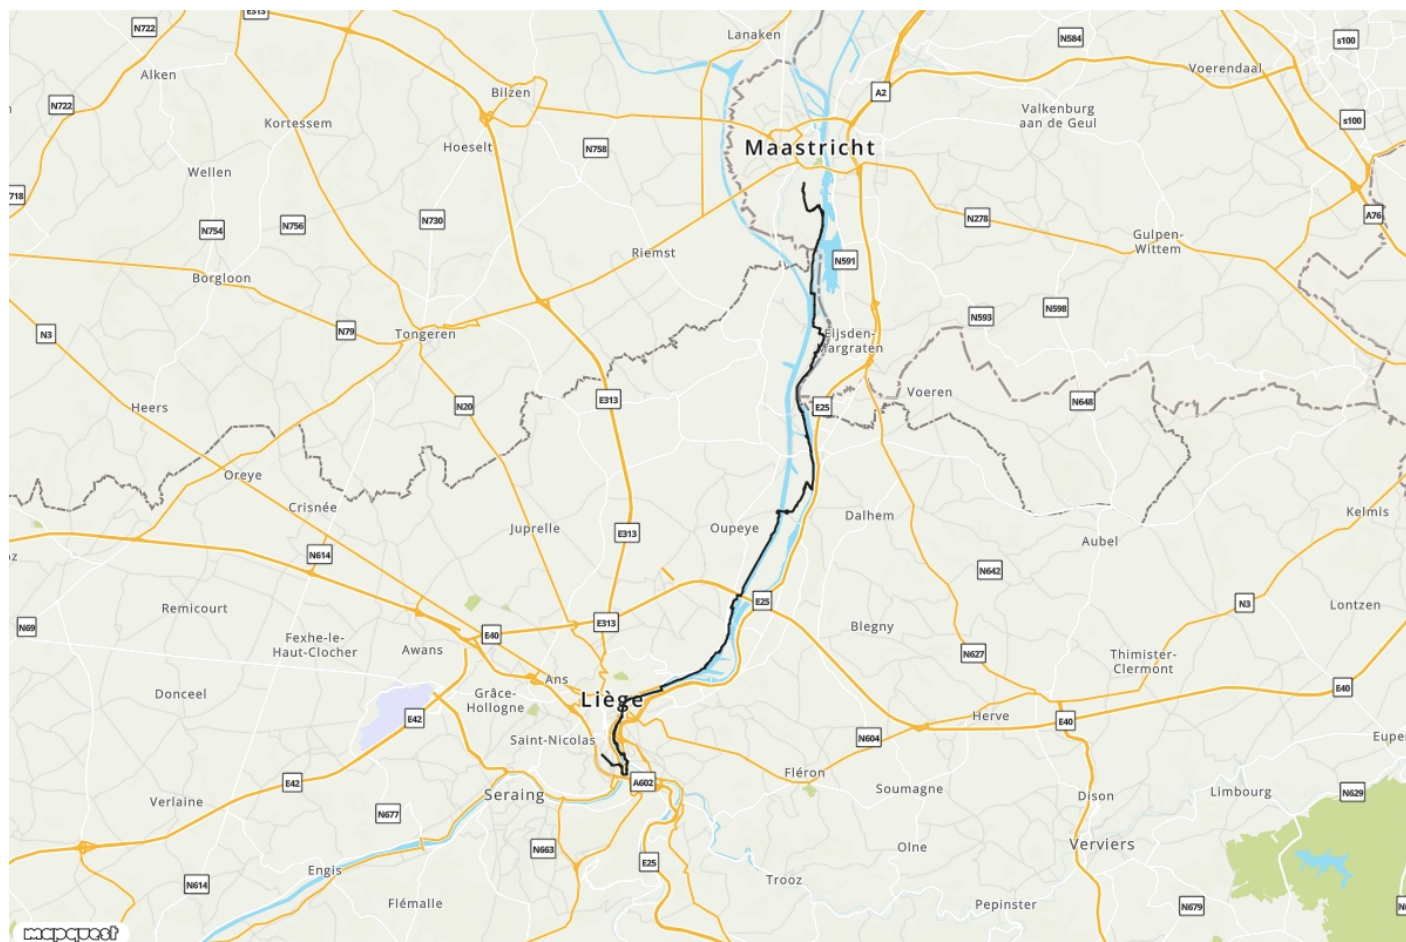 E313
N722
Lanaken
N584
s100
Alken
Voerendaal
Bilzen
A2
N722
Valkenburg
aan de Geul
Kortessem
s100
Hoeselt
N758
Maastricht
Wellen
718
N730
N278
A76
N756
N754
Gulpen-
Wittem
Riemst
N591
Borgloon
N598
N593
N3
N79
Tongeren
Eijsden-
Margraten
Voeren
E313
N648
Heers
N20
E25
Oreye
Crisnée
Kelmis
Juprelle
Oupeye
Dalhem
E313
Aubel
N614
N642
Remicourt
E25
N3
Lontzen
E313
N69
Blegny
E40
Fexhe-le-
Haut-Clocher
Awans
N627
Thimister-
Clermont
Ans
Donceel
Grâce-
Hollogne
Liège
E40
E42
Herve
E40
Saint-Nicolas
N604
Fléron
E42
A602
Soumagne
N629
Limbourg
Seraing
Dison
Verlaine
N677
Verviers
N663
Olne
E25
Engis
Trooz
N614
Flémalle
Pepinster
N679
mapquest